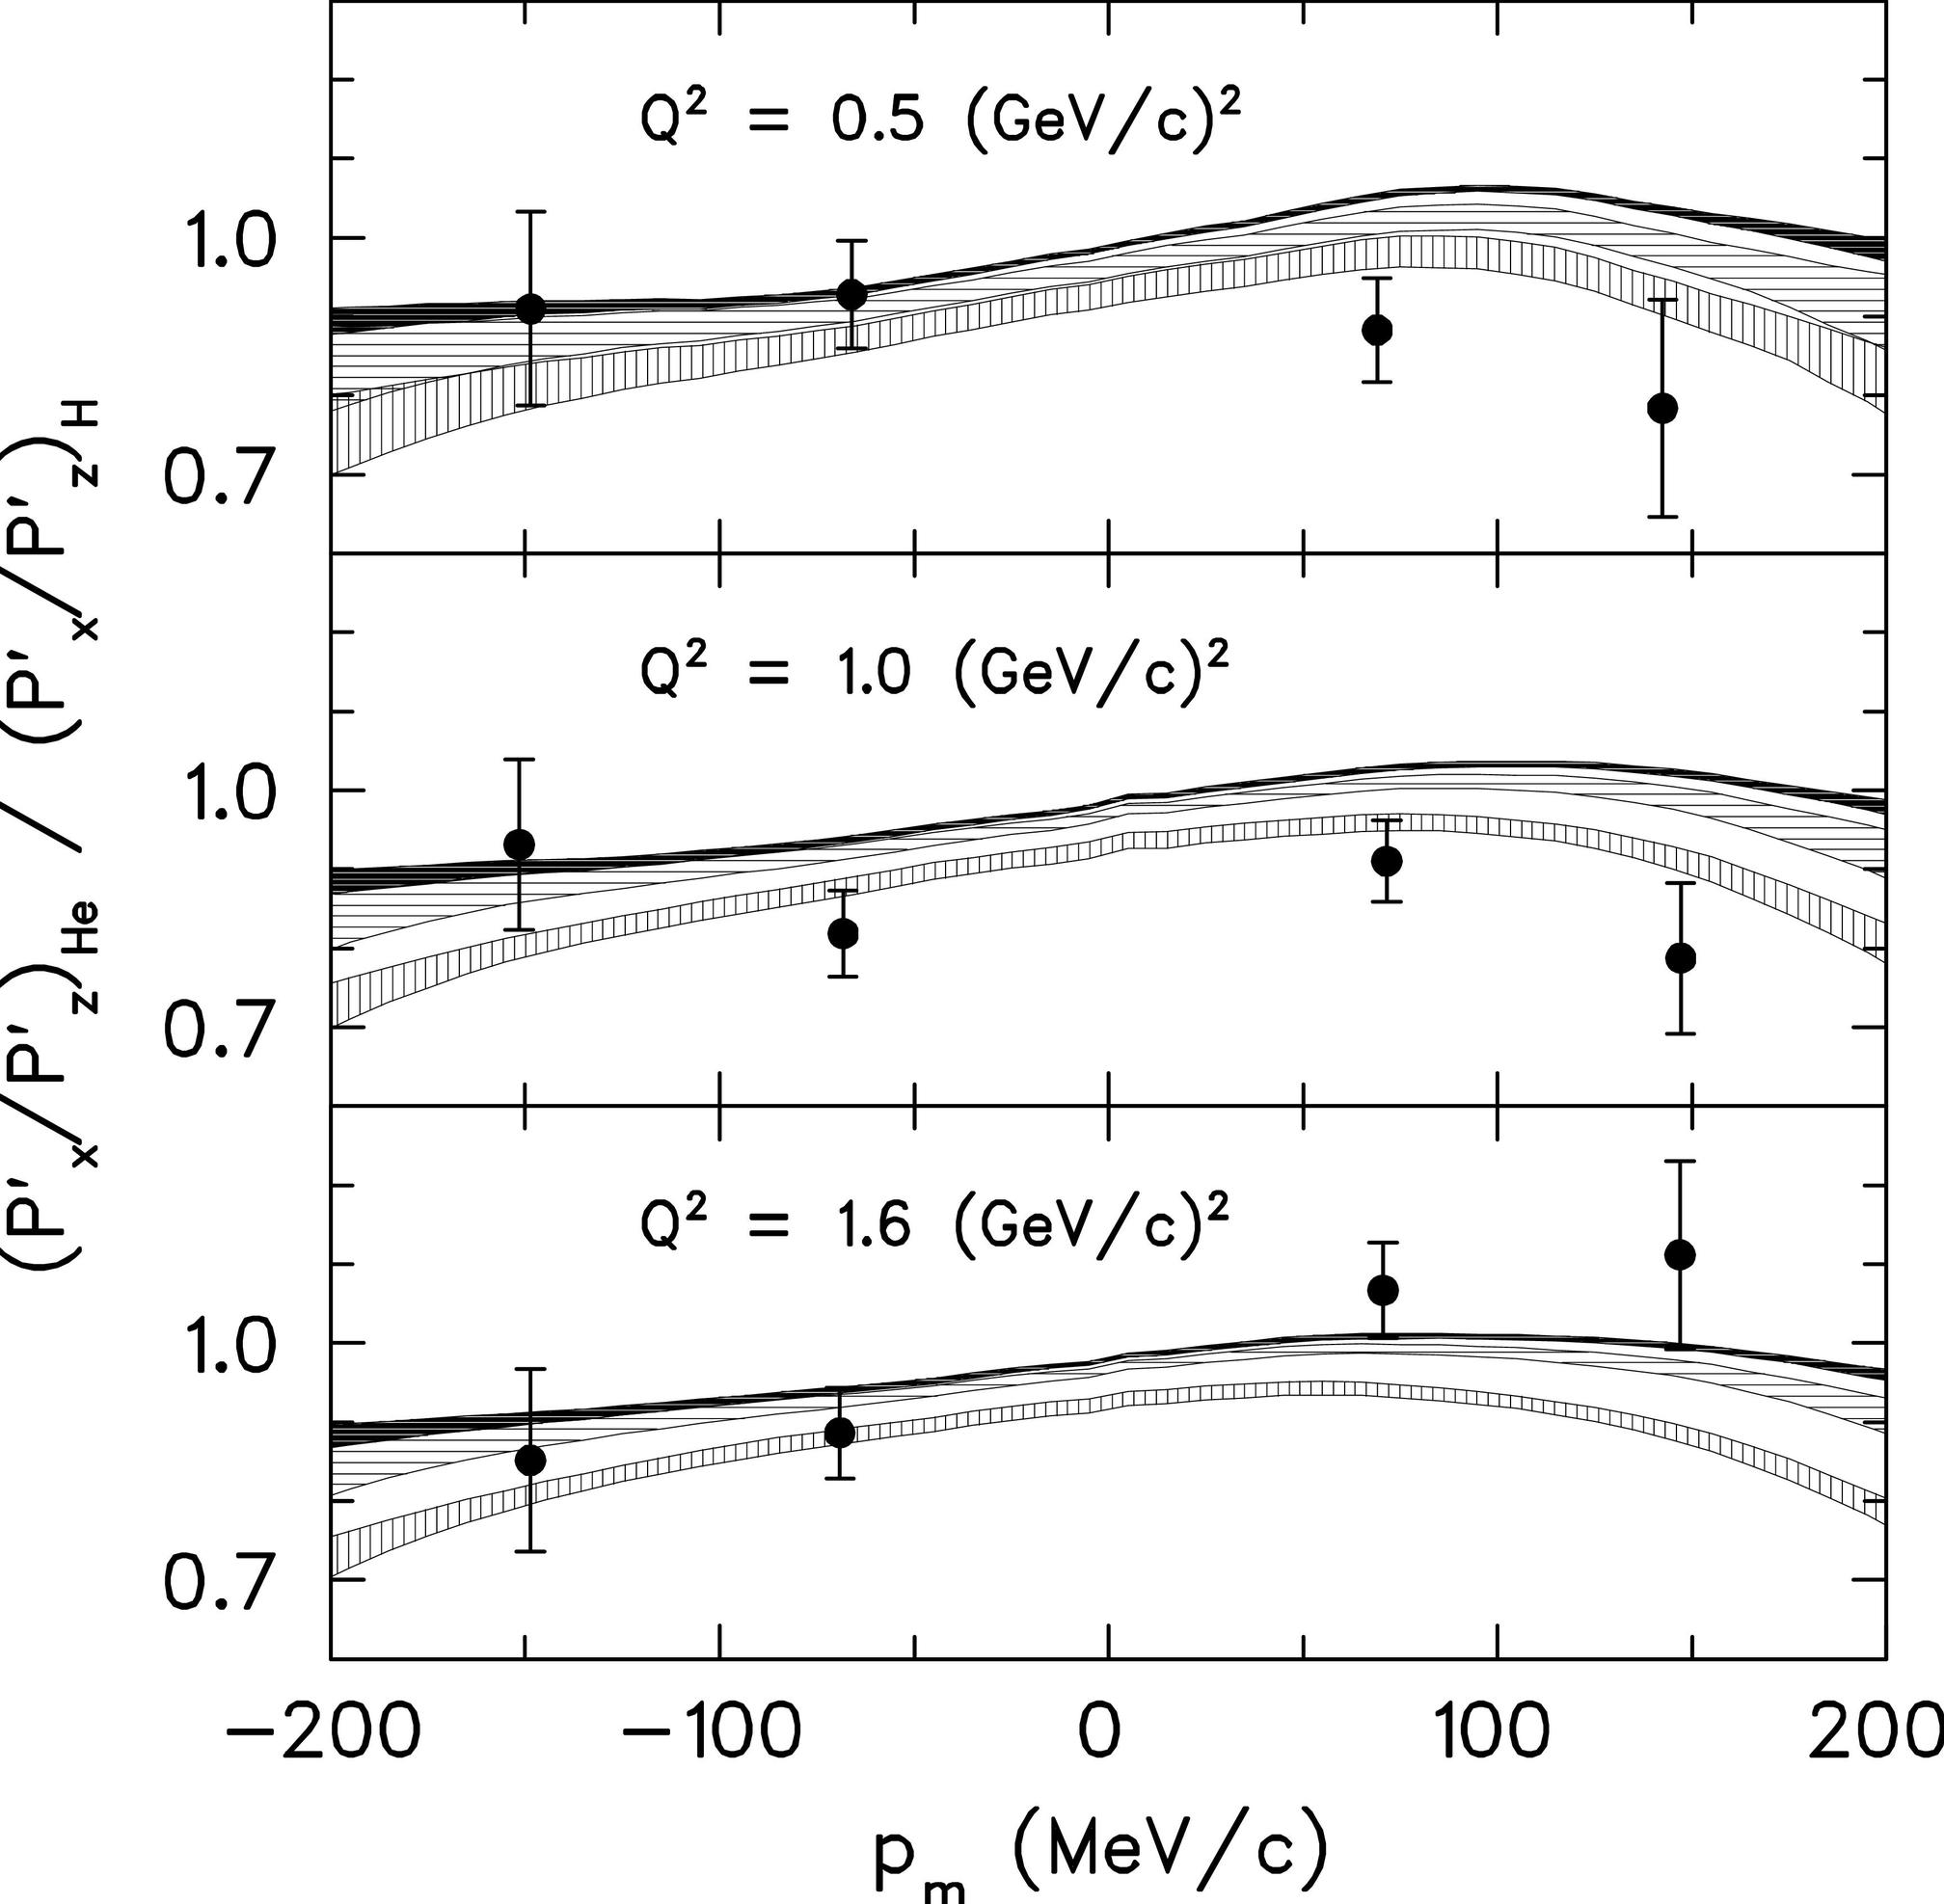 (P′x/P′z)He / (P′x/P′z)H
Q² = 0.5 (GeV/c)²
1.0
0.7
Q² = 1.0 (GeV/c)²
1.0
0.7
Q² = 1.6 (GeV/c)²
1.0
0.7
−200 −100 0 100 200
pm (MeV/c)